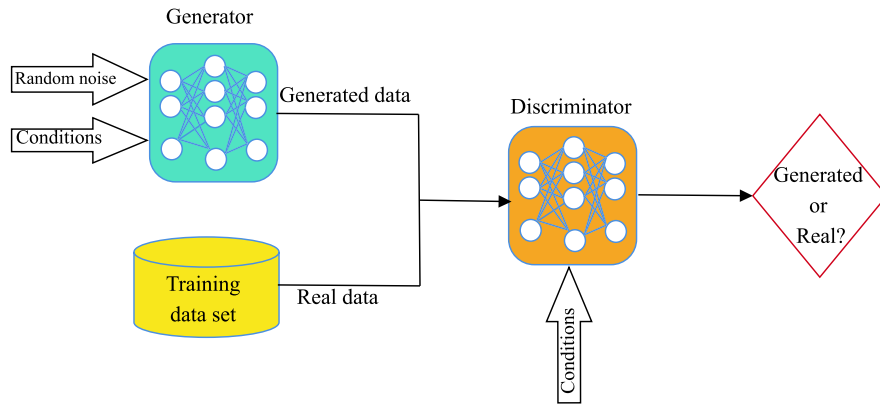 Generator
Random noise
Conditions
Generated data
Training
data set
Real data
Discriminator
Conditions
Generated
or
Real?